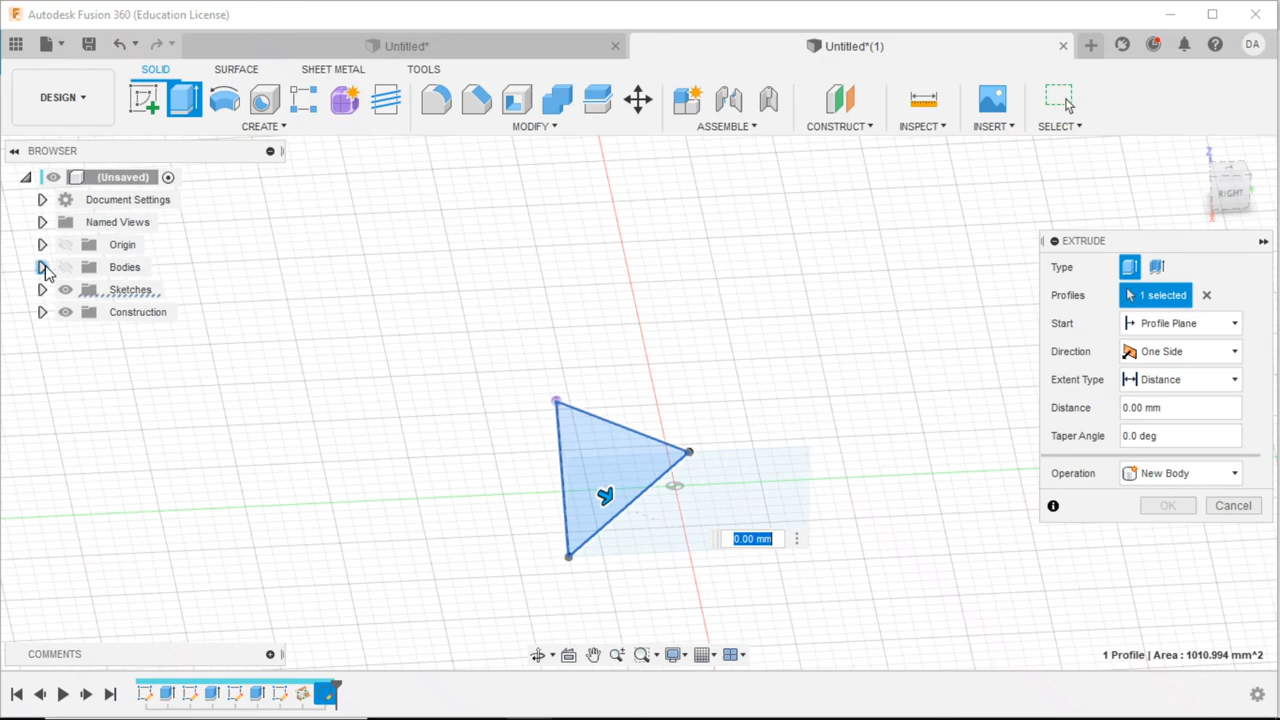 Autodesk Fusion 360 (Education License)
Untitled*
Untitled*(1)
DA
SOLID SURFACE SHEET METAL TOOLS
DESIGN
CREATE MODIFY ASSEMBLE CONSTRUCT INSPECT INSERT SELECT
BROWSER
(Unsaved)
Document Settings
Named Views
Origin
Bodies
Sketches
Construction
Z
RIGHT
EXTRUDE
Type
Profiles 1 selected
Start Profile Plane
Direction One Side
Extent Type Distance
Distance 0.00 mm
Taper Angle 0.0 deg
Operation New Body
OK Cancel
0.00 mm
COMMENTS
1 Profile | Area : 1010.994 mm^2